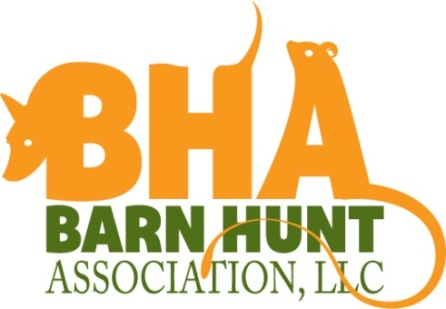 BHA
BARN HUNT
ASSOCIATION, LLC